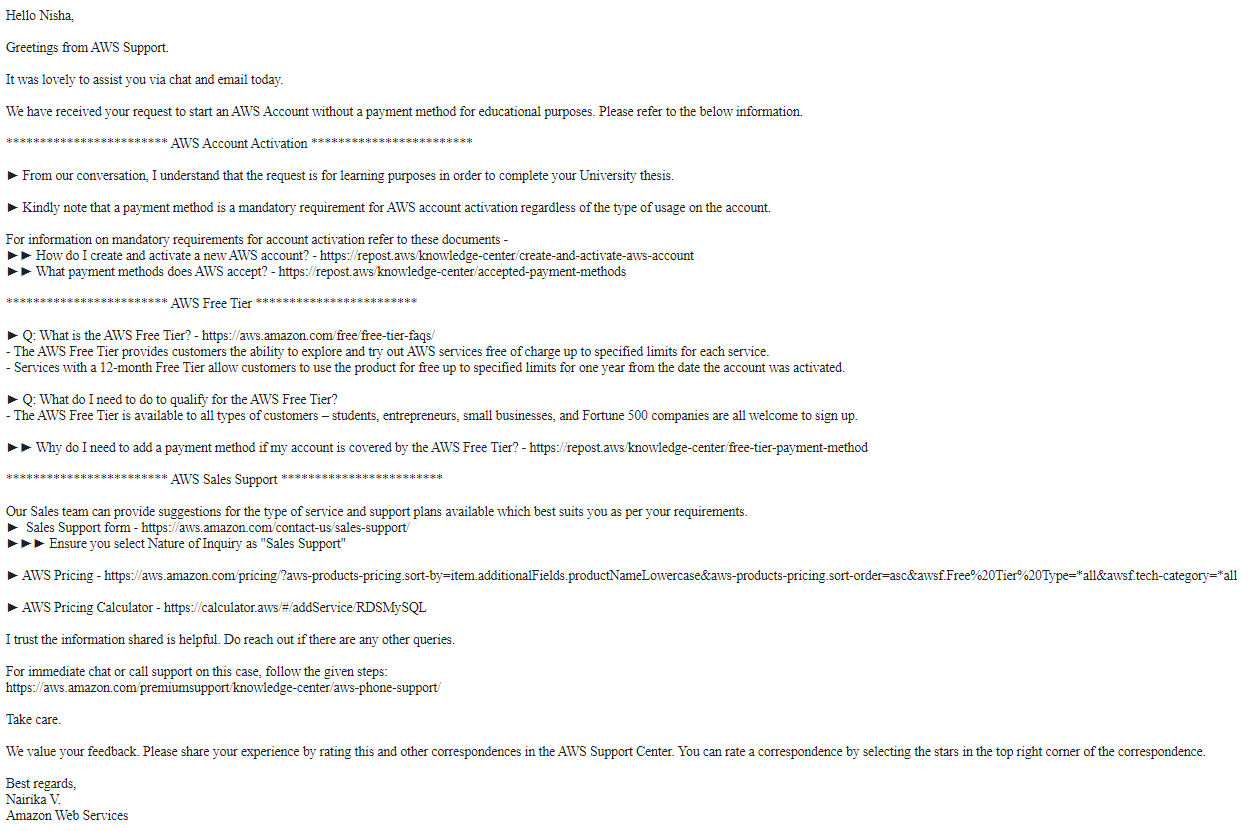 Hello Nisha,
Greetings from AWS Support.
It was lovely to assist you via chat and email today.
We have received your request to start an AWS Account without a payment method for educational purposes. Please refer to the below information.
************************ AWS Account Activation ************************
► From our conversation, I understand that the request is for learning purposes in order to complete your University thesis.
► Kindly note that a payment method is a mandatory requirement for AWS account activation regardless of the type of usage on the account.
For information on mandatory requirements for account activation refer to these documents -
►► How do I create and activate a new AWS account? - https://repost.aws/knowledge-center/create-and-activate-aws-account
►► What payment methods does AWS accept? - https://repost.aws/knowledge-center/accepted-payment-methods
************************ AWS Free Tier ************************
► Q: What is the AWS Free Tier? - https://aws.amazon.com/free/free-tier-faqs/
- The AWS Free Tier provides customers the ability to explore and try out AWS services free of charge up to specified limits for each service.
- Services with a 12-month Free Tier allow customers to use the product for free up to specified limits for one year from the date the account was activated.
► Q: What do I need to do to qualify for the AWS Free Tier?
- The AWS Free Tier is available to all types of customers – students, entrepreneurs, small businesses, and Fortune 500 companies are all welcome to sign up.
►► Why do I need to add a payment method if my account is covered by the AWS Free Tier? - https://repost.aws/knowledge-center/free-tier-payment-method
************************ AWS Sales Support ************************
Our Sales team can provide suggestions for the type of service and support plans available which best suits you as per your requirements.
► Sales Support form - https://aws.amazon.com/contact-us/sales-support/
►►► Ensure you select Nature of Inquiry as "Sales Support"
► AWS Pricing - https://aws.amazon.com/pricing/?aws-products-pricing.sort-by=item.additionalFields.productNameLowercase&aws-products-pricing.sort-order=asc&awsf.Free%20Tier%20Type=*all&awsf.tech-category=*all
► AWS Pricing Calculator - https://calculator.aws/#/addService/RDSMySQL
I trust the information shared is helpful. Do reach out if there are any other queries.
For immediate chat or call support on this case, follow the given steps:
https://aws.amazon.com/premiumsupport/knowledge-center/aws-phone-support/
Take care.
We value your feedback. Please share your experience by rating this and other correspondences in the AWS Support Center. You can rate a correspondence by selecting the stars in the top right corner of the correspondence.
Best regards,
Nairika V.
Amazon Web Services